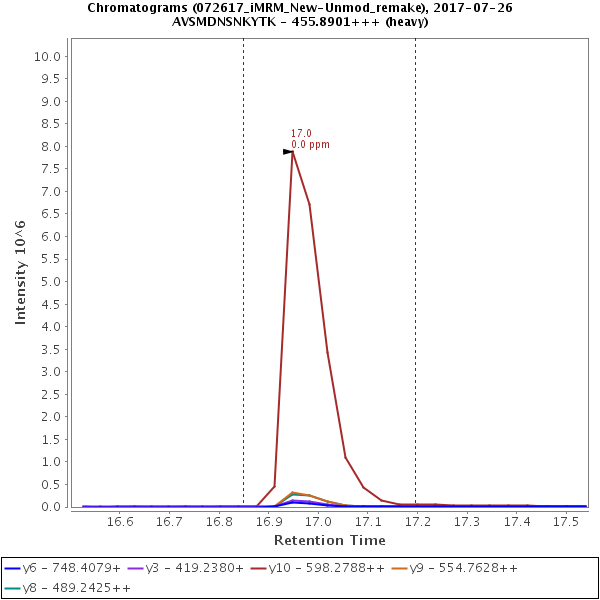 Chromatograms (072617_iMRM_New-Unmod_remake), 2017-07-26
AVSMDNSNKYTK - 455.8901+++ (heavy)
17.0
0.0 ppm
10.0
9.5
9.0
8.5
8.0
7.5
7.0
6.5
6.0
5.5
5.0
4.5
4.0
3.5
3.0
2.5
2.0
1.5
1.0
0.5
0.0
Intensity 10^6
16.6 16.7 16.8 16.9 17.0 17.1 17.2 17.3 17.4 17.5
Retention Time
y6 - 748.4079+ y3 - 419.2380+ y10 - 598.2788++ y9 - 554.7628++
y8 - 489.2425++